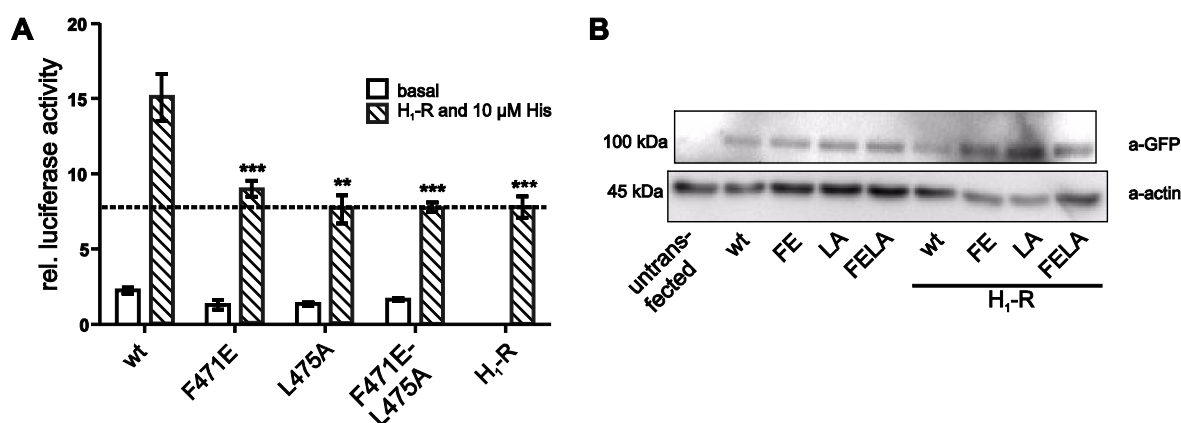 A
rel. luciferase activity
20
15
10
5
0
basal
H₁-R and 10 µM His
***
**
***
***
wt
F471E
L475A
F471E-
L475A
H₁-R
B
100 kDa
a-GFP
45 kDa
a-actin
untrans-
fected
wt
FE
LA
FELA
wt
FE
LA
FELA
H₁-R